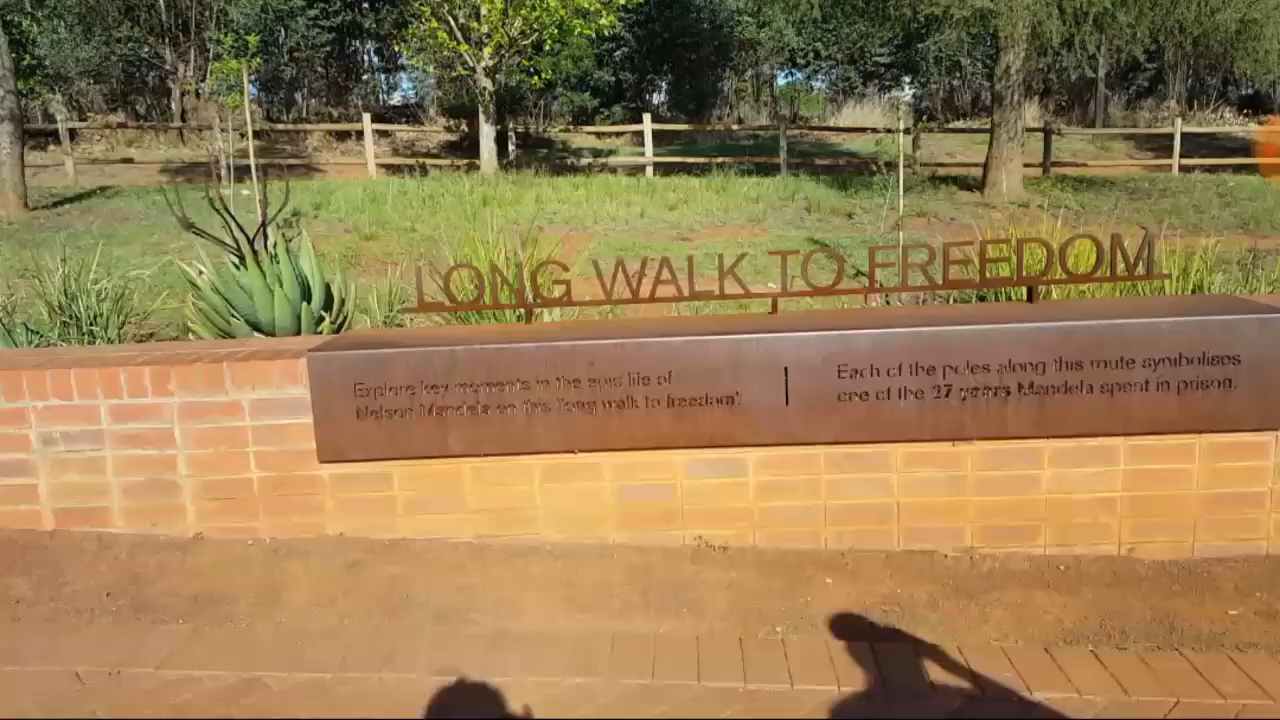 LONG WALK TO FREEDOM
Explore key moments in the epic life of
Nelson Mandela on this 'long walk to freedom'.
Each of the poles along this route symbolises
one of the 27 years Mandela spent in prison.